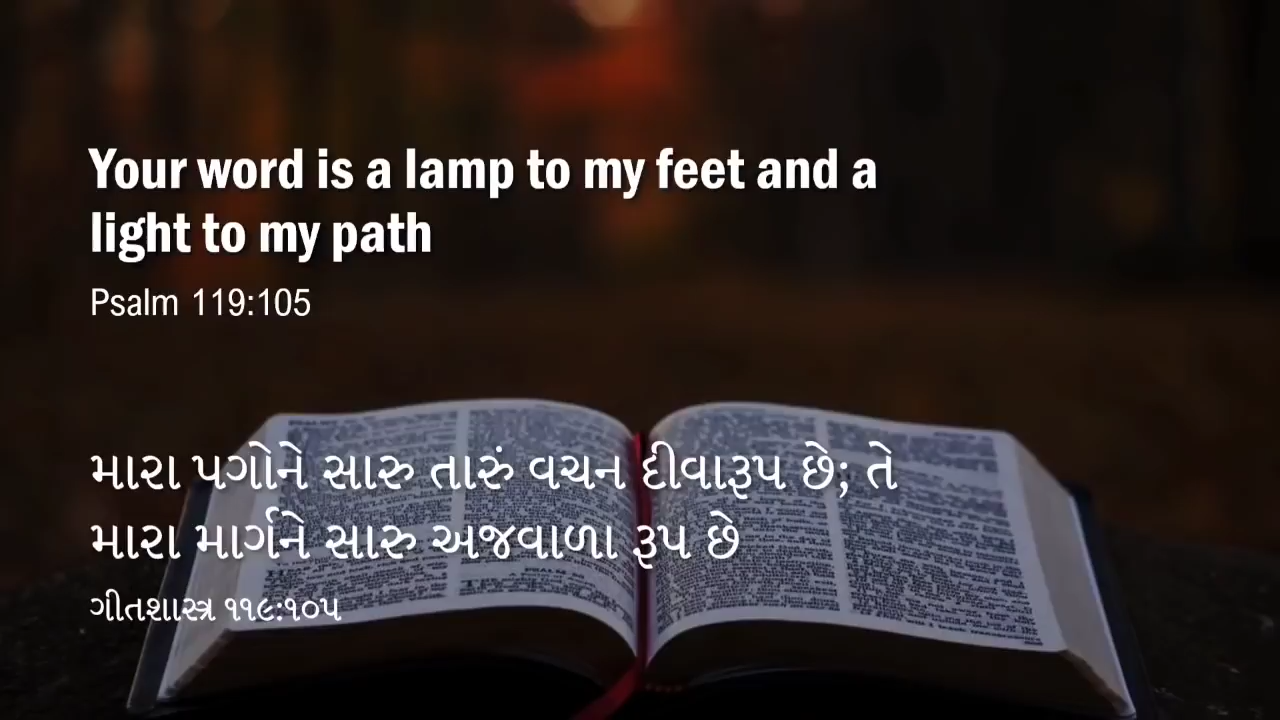 Your word is a lamp to my feet and a
light to my path
Psalm 119:105
મારા પગોને સારુ તારું વચન દીવારૂપ છે; તે
મારા માર્ગને સારુ અજવાળા રૂપ છે
ગીતશાસ્ત્ર ૧૧૯:૧૦૫